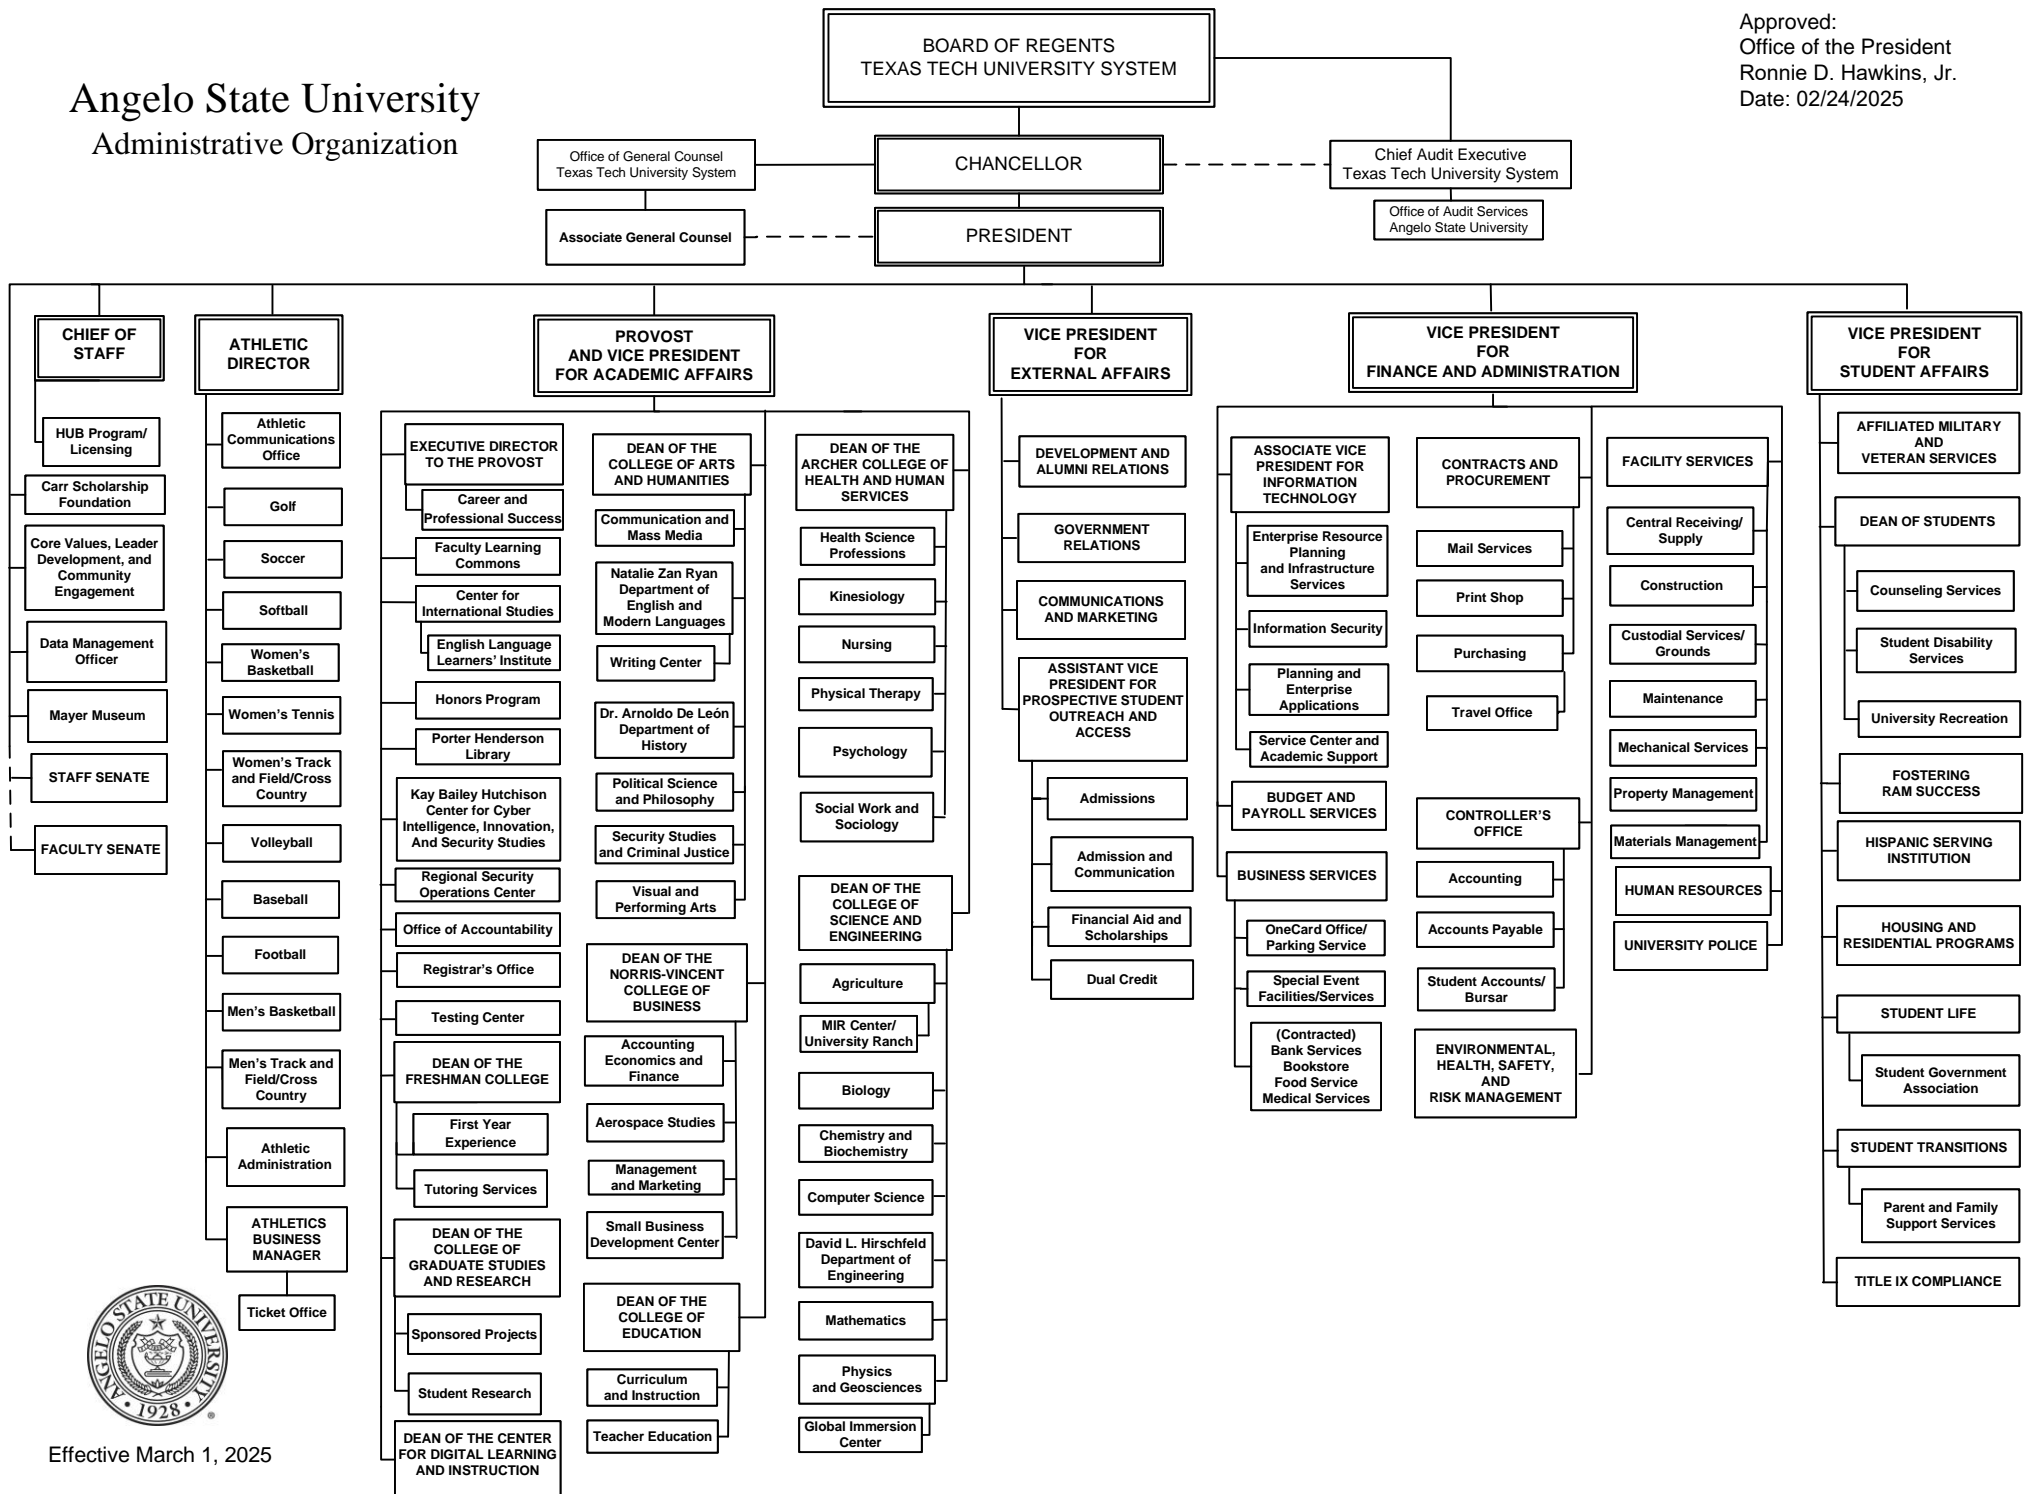 Angelo State University
Administrative Organization
Approved:
Office of the President
Ronnie D. Hawkins, Jr.
Date: 02/24/2025
BOARD OF REGENTS
TEXAS TECH UNIVERSITY SYSTEM
Office of General Counsel
Texas Tech University System
CHANCELLOR
Chief Audit Executive
Texas Tech University System
Associate General Counsel
PRESIDENT
Office of Audit Services
Angelo State University
CHIEF OF
STAFF
HUB Program/
Licensing
Carr Scholarship
Foundation
Core Values, Leader
Development, and
Community
Engagement
Data Management
Officer
Mayer Museum
STAFF SENATE
FACULTY SENATE
ATHLETIC
DIRECTOR
Athletic
Communications
Office
Golf
Soccer
Softball
Women's
Basketball
Women's Tennis
Women's Track
and Field/Cross
Country
Volleyball
Baseball
Football
Men's Basketball
Men's Track and
Field/Cross
Country
Athletic
Administration
ATHLETICS
BUSINESS
MANAGER
Ticket Office
PROVOST
AND VICE PRESIDENT
FOR ACADEMIC AFFAIRS
EXECUTIVE DIRECTOR
TO THE PROVOST
Career and
Professional Success
Faculty Learning
Commons
Center for
International Studies
English Language
Learners' Institute
Honors Program
Porter Henderson
Library
Kay Bailey Hutchison
Center for Cyber
Intelligence, Innovation,
And Security Studies
Regional Security
Operations Center
Office of Accountability
Registrar's Office
Testing Center
DEAN OF THE
FRESHMAN COLLEGE
First Year
Experience
Tutoring Services
DEAN OF THE
COLLEGE OF
GRADUATE STUDIES
AND RESEARCH
Sponsored Projects
Student Research
DEAN OF THE CENTER
FOR DIGITAL LEARNING
AND INSTRUCTION
DEAN OF THE
COLLEGE OF ARTS
AND HUMANITIES
Communication and
Mass Media
Natalie Zan Ryan
Department of
English and
Modern Languages
Writing Center
Dr. Arnoldo De León
Department of
History
Political Science
and Philosophy
Security Studies
and Criminal Justice
Visual and
Performing Arts
DEAN OF THE
NORRIS-VINCENT
COLLEGE OF
BUSINESS
Accounting
Economics and
Finance
Aerospace Studies
Management
and Marketing
Small Business
Development Center
DEAN OF THE
COLLEGE OF
EDUCATION
Curriculum
and Instruction
Teacher Education
DEAN OF THE
ARCHER COLLEGE OF
HEALTH AND HUMAN
SERVICES
Health Science
Professions
Kinesiology
Nursing
Physical Therapy
Psychology
Social Work and
Sociology
DEAN OF THE
COLLEGE OF
SCIENCE AND
ENGINEERING
Agriculture
MIR Center/
University Ranch
Biology
Chemistry and
Biochemistry
Computer Science
David L. Hirschfeld
Department of
Engineering
Mathematics
Physics
and Geosciences
Global Immersion
Center
VICE PRESIDENT
FOR
EXTERNAL AFFAIRS
DEVELOPMENT AND
ALUMNI RELATIONS
GOVERNMENT
RELATIONS
COMMUNICATIONS
AND MARKETING
ASSISTANT VICE
PRESIDENT FOR
PROSPECTIVE STUDENT
OUTREACH AND
ACCESS
Admissions
Admission and
Communication
Financial Aid and
Scholarships
Dual Credit
VICE PRESIDENT
FOR
FINANCE AND ADMINISTRATION
ASSOCIATE VICE
PRESIDENT FOR
INFORMATION
TECHNOLOGY
Enterprise Resource
Planning
and Infrastructure
Services
Information Security
Planning and
Enterprise
Applications
Service Center and
Academic Support
BUDGET AND
PAYROLL SERVICES
BUSINESS SERVICES
OneCard Office/
Parking Service
Special Event
Facilities/Services
(Contracted)
Bank Services
Bookstore
Food Service
Medical Services
CONTRACTS AND
PROCUREMENT
Mail Services
Print Shop
Purchasing
Travel Office
CONTROLLER'S
OFFICE
Accounting
Accounts Payable
Student Accounts/
Bursar
ENVIRONMENTAL,
HEALTH, SAFETY,
AND
RISK MANAGEMENT
FACILITY SERVICES
Central Receiving/
Supply
Construction
Custodial Services/
Grounds
Maintenance
Mechanical Services
Property Management
Materials Management
HUMAN RESOURCES
UNIVERSITY POLICE
VICE PRESIDENT
FOR
STUDENT AFFAIRS
AFFILIATED MILITARY
AND
VETERAN SERVICES
DEAN OF STUDENTS
Counseling Services
Student Disability
Services
University Recreation
FOSTERING
RAM SUCCESS
HISPANIC SERVING
INSTITUTION
HOUSING AND
RESIDENTIAL PROGRAMS
STUDENT LIFE
Student Government
Association
STUDENT TRANSITIONS
Parent and Family
Support Services
TITLE IX COMPLIANCE
ANGELO STATE UNIVERSITY
• 1928 •
®
Effective March 1, 2025